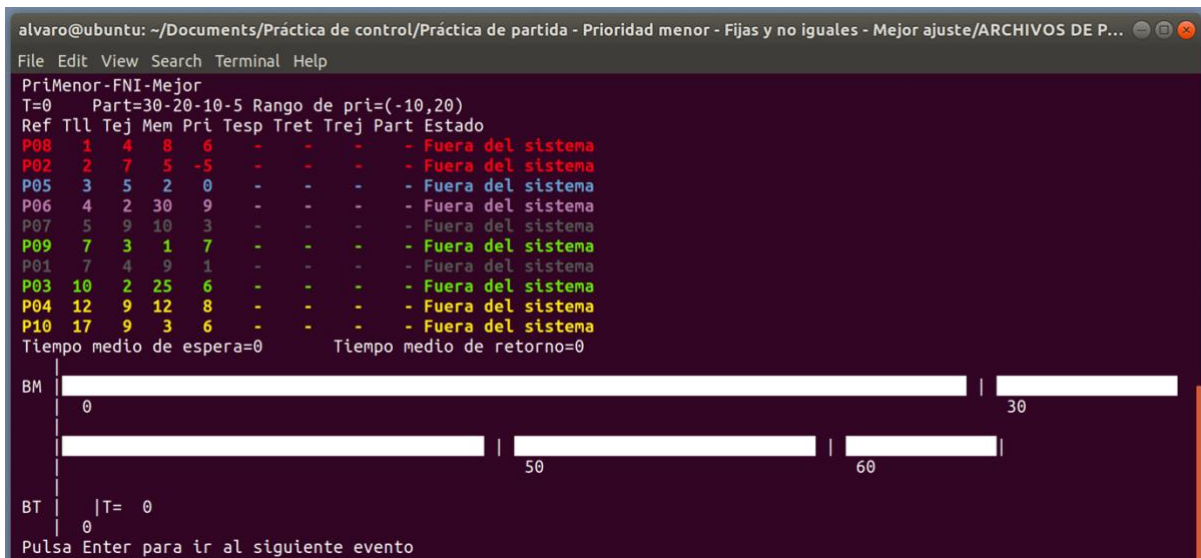 alvaro@ubuntu: ~/Documents/Práctica de control/Práctica de partida - Prioridad menor - Fijas y no iguales - Mejor ajuste/ARCHIVOS DE P...
File Edit View Search Terminal Help
PriMenor-FNI-Mejor
T=0 Part=30-20-10-5 Rango de pri=(-10,20)
Ref Tll Tej Mem Pri Tesp Tret Trej Part Estado
P08 1 4 8 6 - - - - Fuera del sistema
P02 2 7 5 -5 - - - - Fuera del sistema
P05 3 5 2 0 - - - - Fuera del sistema
P06 4 2 30 9 - - - - Fuera del sistema
P07 5 9 10 3 - - - - Fuera del sistema
P09 7 3 1 7 - - - - Fuera del sistema
P01 7 4 9 1 - - - - Fuera del sistema
P03 10 2 25 6 - - - - Fuera del sistema
P04 12 9 12 8 - - - - Fuera del sistema
P10 17 9 3 6 - - - - Fuera del sistema
Tiempo medio de espera=0 Tiempo medio de retorno=0
|
BM | | 
| 0 30
|
| | | |
| 50 60
|
BT | |T= 0
| 0
Pulsa Enter para ir al siguiente evento